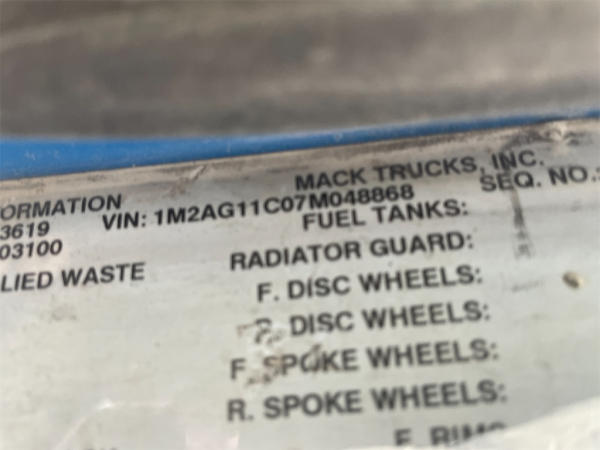 MACK TRUCKS, INC.
ORMATION VIN: 1M2AG11C07M048868 SEQ. NO.:
3619 FUEL TANKS:
03100 RADIATOR GUARD:
LIED WASTE F. DISC WHEELS:
R. DISC WHEELS:
F. SPOKE WHEELS:
R. SPOKE WHEELS:
F. RIMS